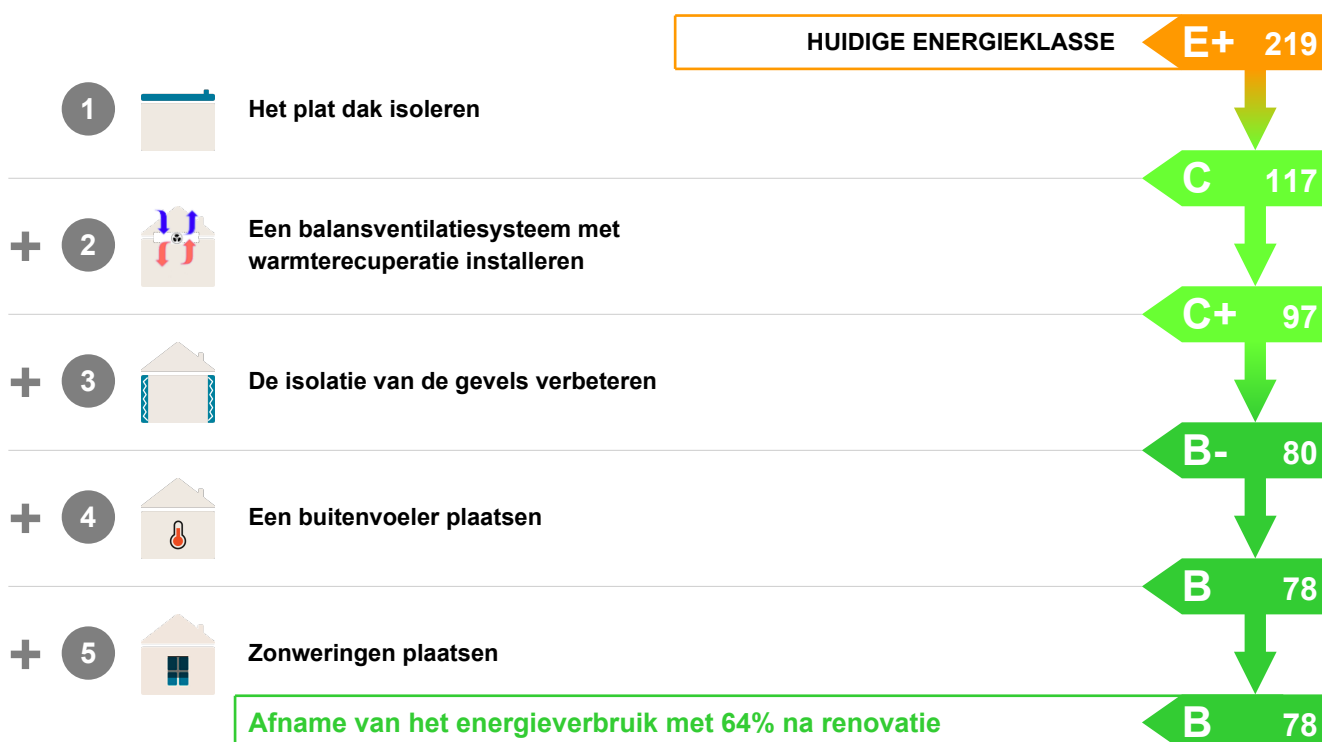 HUIDIGE ENERGIEKLASSE E+ 219
1 Het plat dak isoleren
C 117
+ 2 Een balansventilatiesysteem met
warmterecuperatie installeren
C+ 97
+ 3 De isolatie van de gevels verbeteren
B- 80
+ 4 Een buitenvoeler plaatsen
B 78
+ 5 Zonweringen plaatsen
Afname van het energieverbruik met 64% na renovatie B 78